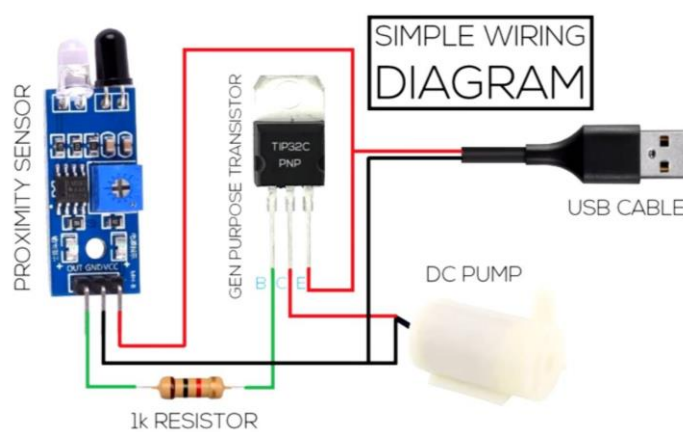 SIMPLE WIRING
DIAGRAM
PROXIMITY SENSOR
GEN PURPOSE TRANSISTOR
TIP32C
PNP
USB CABLE
OUT GND VCC
B C E
DC PUMP
1k RESISTOR